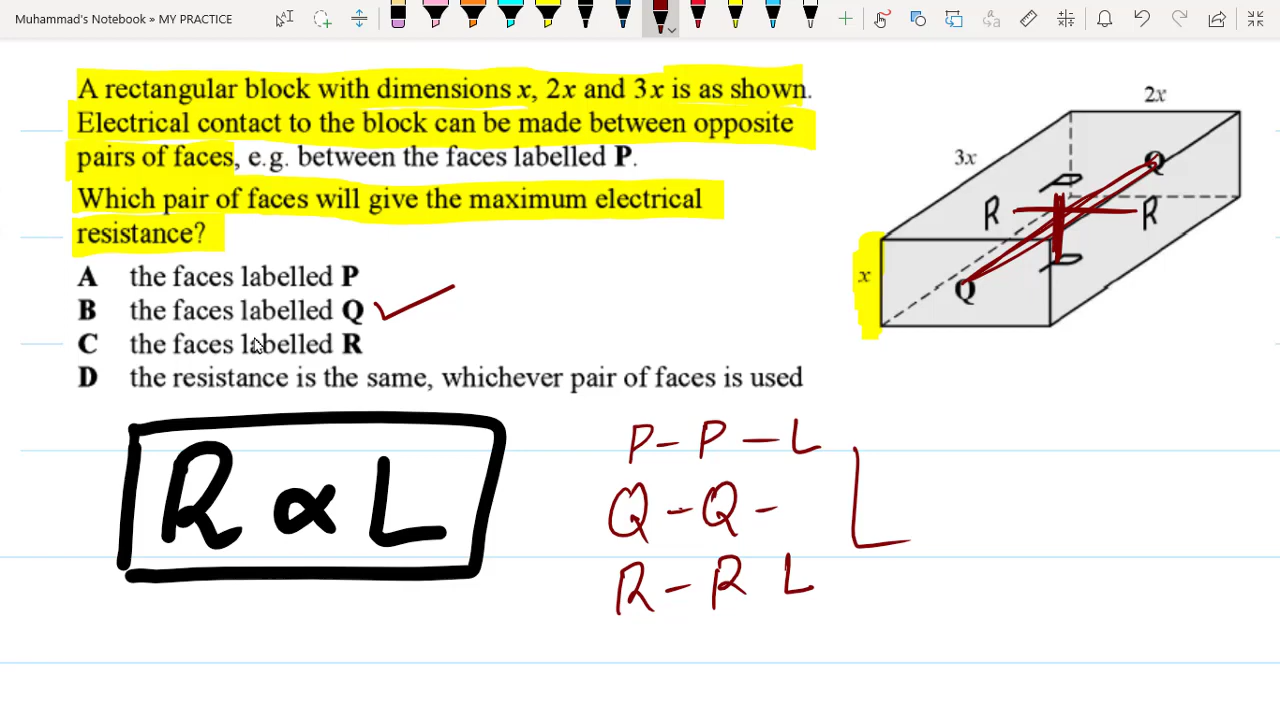 Muhammad's Notebook » MY PRACTICE
A rectangular block with dimensions x, 2x and 3x is as shown.
Electrical contact to the block can be made between opposite
pairs of faces, e.g. between the faces labelled P.
Which pair of faces will give the maximum electrical
resistance?
A the faces labelled P
B the faces labelled Q
C the faces labelled R
D the resistance is the same, whichever pair of faces is used
2x
3x
Q
R
R
x
Q
R ∝ L
P - P - L
Q - Q - L
R - R L